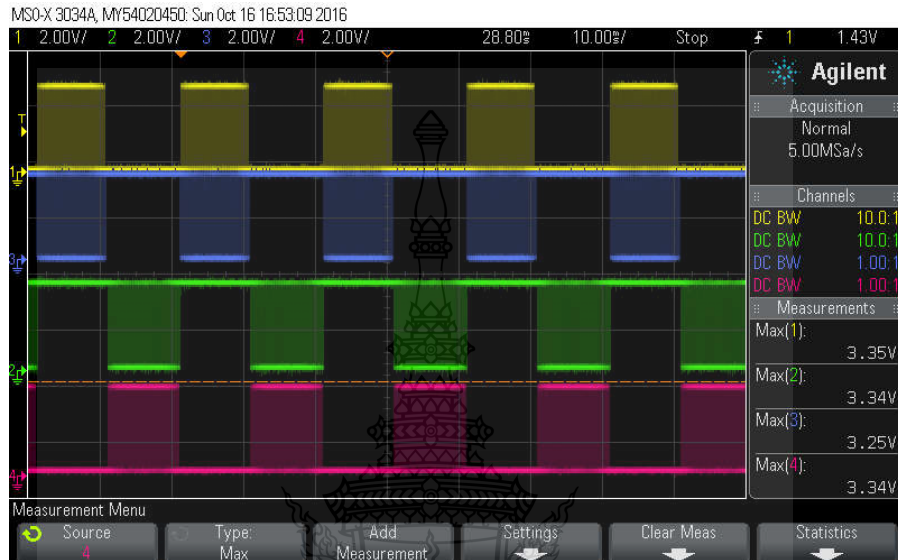 MSO-X 3034A, MY54020450: Sun Oct 16 16:53:09 2016
1 2.00V/ 2 2.00V/ 3 2.00V/ 4 2.00V/ 28.80s 10.00s/ Stop 1 1.43V
Agilent
Acquisition
Normal
5.00MSa/s
Channels
DC BW 10.0:1
DC BW 10.0:1
DC BW 1.00:1
DC BW 1.00:1
Measurements
Max(1):
3.35V
Max(2):
3.34V
Max(3):
3.25V
Max(4):
3.34V
T
1
3
2
4
Measurement Menu
Source
4
Type:
Max
Add
Measurement
Settings
Clear Meas
Statistics